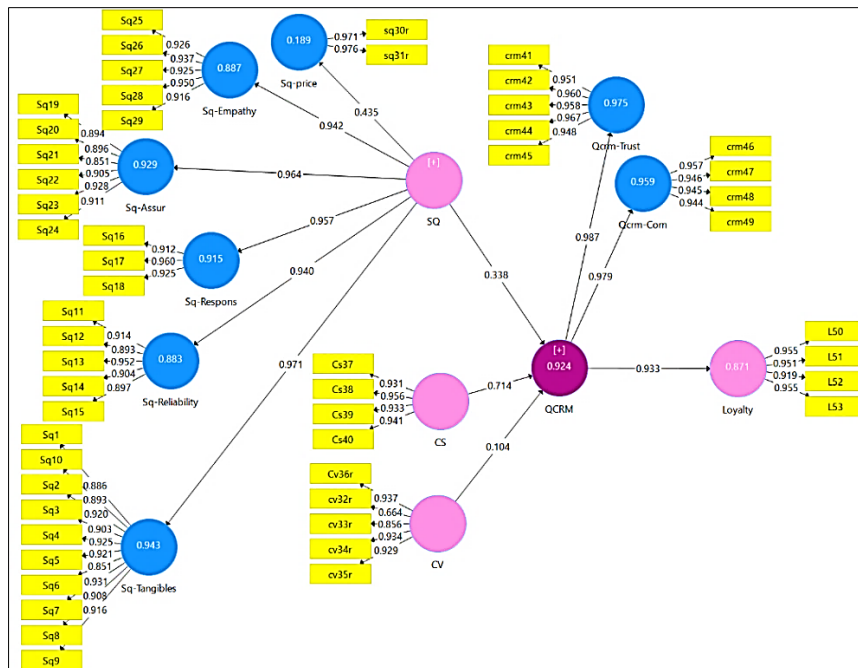 Sq25
Sq26
Sq27
Sq28
Sq29
0.926
0.937
0.925
0.950
0.916
0.887
Sq-Empathy
0.189
Sq-price
0.971
0.976
sq30r
sq31r
crm41
crm42
crm43
crm44
crm45
0.951
0.960
0.958
0.967
0.948
0.975
Qcrm-Trust
Sq19
Sq20
Sq21
Sq22
Sq23
Sq24
0.894
0.896
0.851
0.905
0.928
0.911
0.929
Sq-Assur
0.435
0.942
0.964
[+]
SQ
0.959
Qcrm-Com
0.957
0.946
0.945
0.944
crm46
crm47
crm48
crm49
Sq16
Sq17
Sq18
0.912
0.960
0.925
0.915
Sq-Respons
0.957
0.940
0.971
0.338
0.987
0.979
Sq11
Sq12
Sq13
Sq14
Sq15
0.914
0.893
0.952
0.904
0.897
0.883
Sq-Reliability
Cs37
Cs38
Cs39
Cs40
0.931
0.956
0.933
0.941
CS
0.714
[+]
0.924
QCRM
0.933
0.871
Loyalty
0.955
0.951
0.919
0.955
L50
L51
L52
L53
Sq1
Sq10
Sq2
Sq3
Sq4
Sq5
Sq6
Sq7
Sq8
Sq9
0.886
0.893
0.920
0.903
0.925
0.921
0.851
0.931
0.908
0.916
0.943
Sq-Tangibles
Cv36r
cv32r
cv33r
cv34r
cv35r
0.937
0.664
0.856
0.934
0.929
CV
0.104